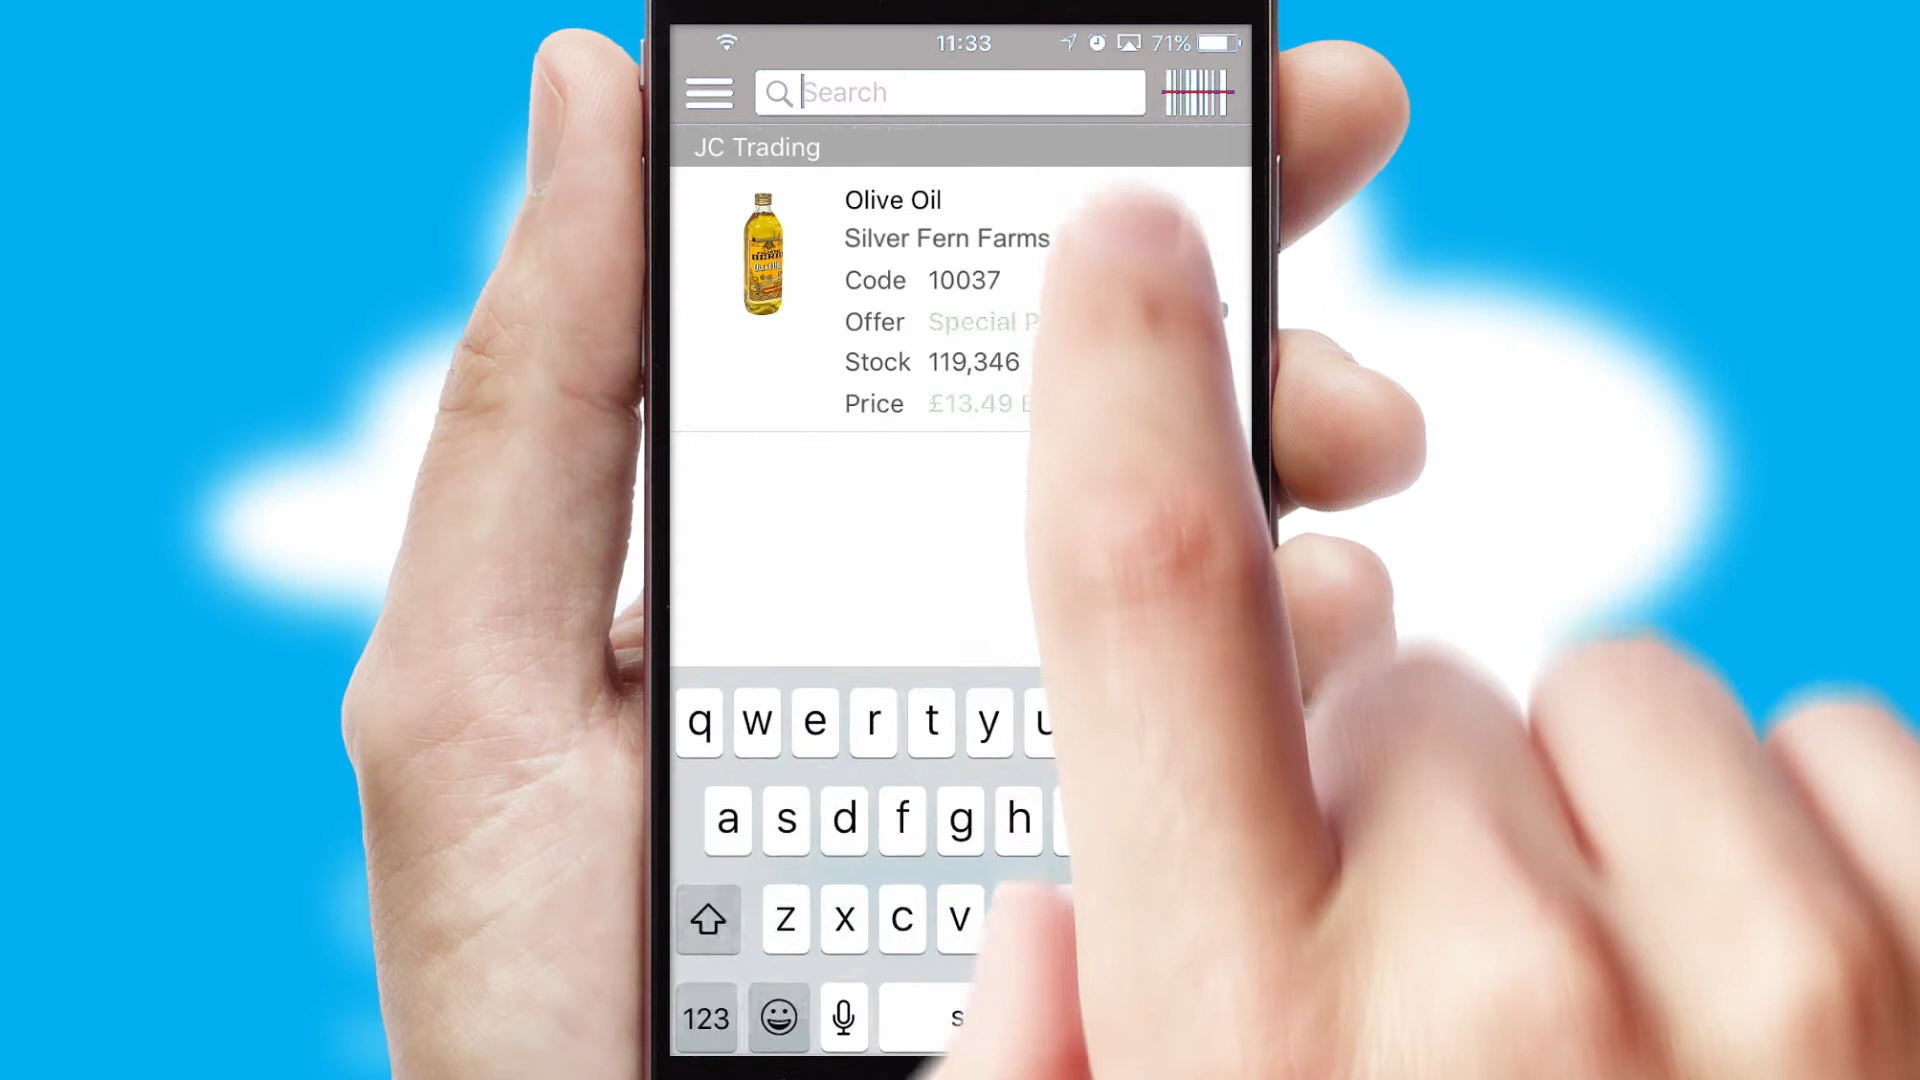 11:33 71%
Search
JC Trading
Olive Oil
Silver Fern Farms
Code 10037
Offer Special
Stock 119,346
Price £13.49
q w e r t y u
a s d f g h
z x c v
123